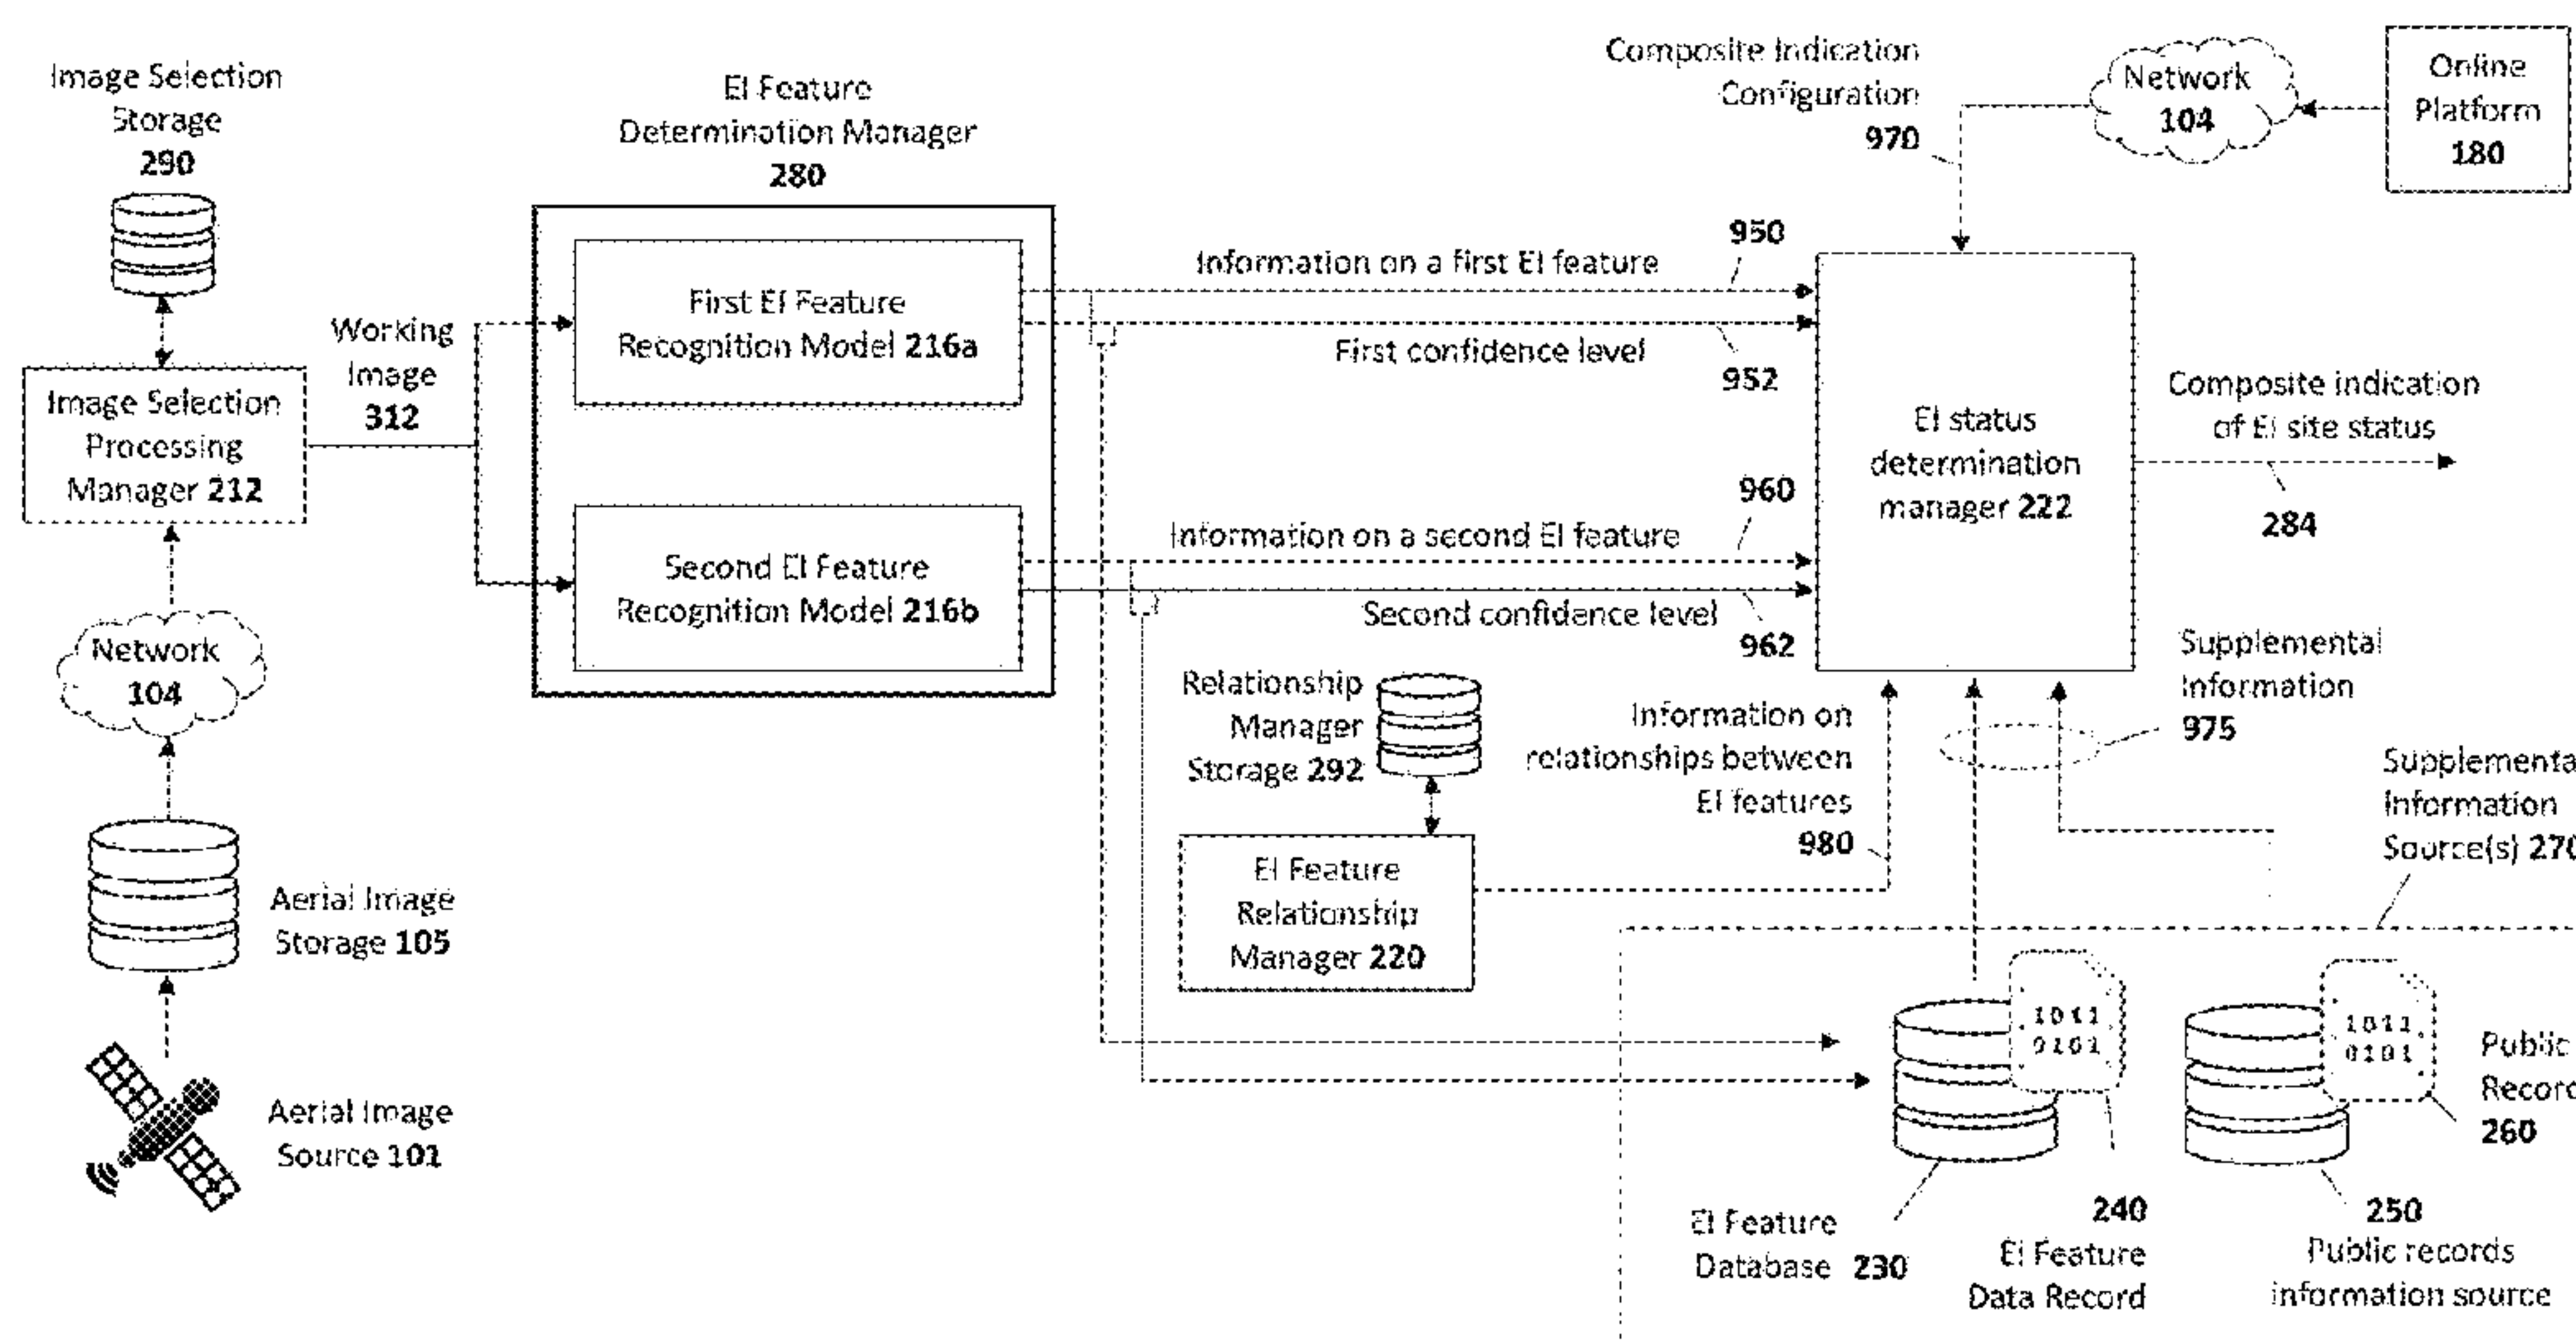 Image Selection
Storage
290
EI Feature
Determination Manager
280
Composite Indication
Configuration
970
Network
104
Online
Platform
180
Working
Image
312
Image Selection
Processing
Manager 212
First EI Feature
Recognition Model 216a
Second EI Feature
Recognition Model 216b
Information on a first EI feature
950
First confidence level
952
Information on a second EI feature
960
Second confidence level
962
EI status
determination
manager 222
Composite indication
of EI site status
284
Network
104
Aerial Image
Storage 105
Aerial Image
Source 101
Relationship
Manager
Storage 292
EI Feature
Relationship
Manager 220
Information on
relationships between
EI features
980
Supplemental
Information
975
Supplementa
Information
Source(s) 270
1011
0101
1011
0101
Public
Recor
260
EI Feature
Database 230
240
EI Feature
Data Record
250
Public records
information source